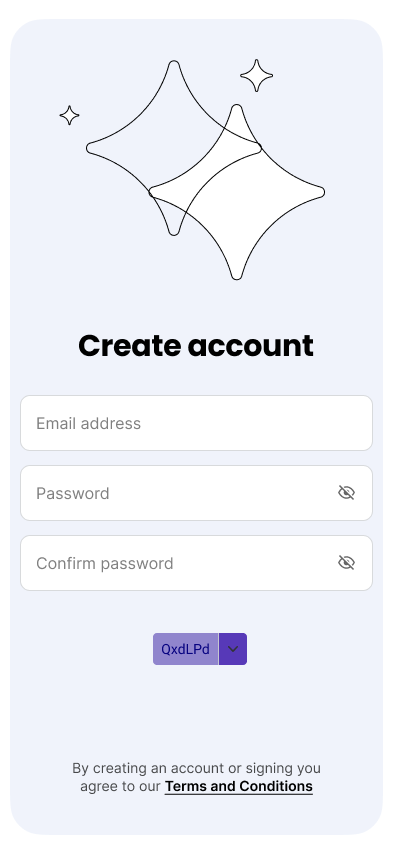 Create account
Email address
Password
Confirm password
QxdLPd
By creating an account or signing you
agree to our Terms and Conditions